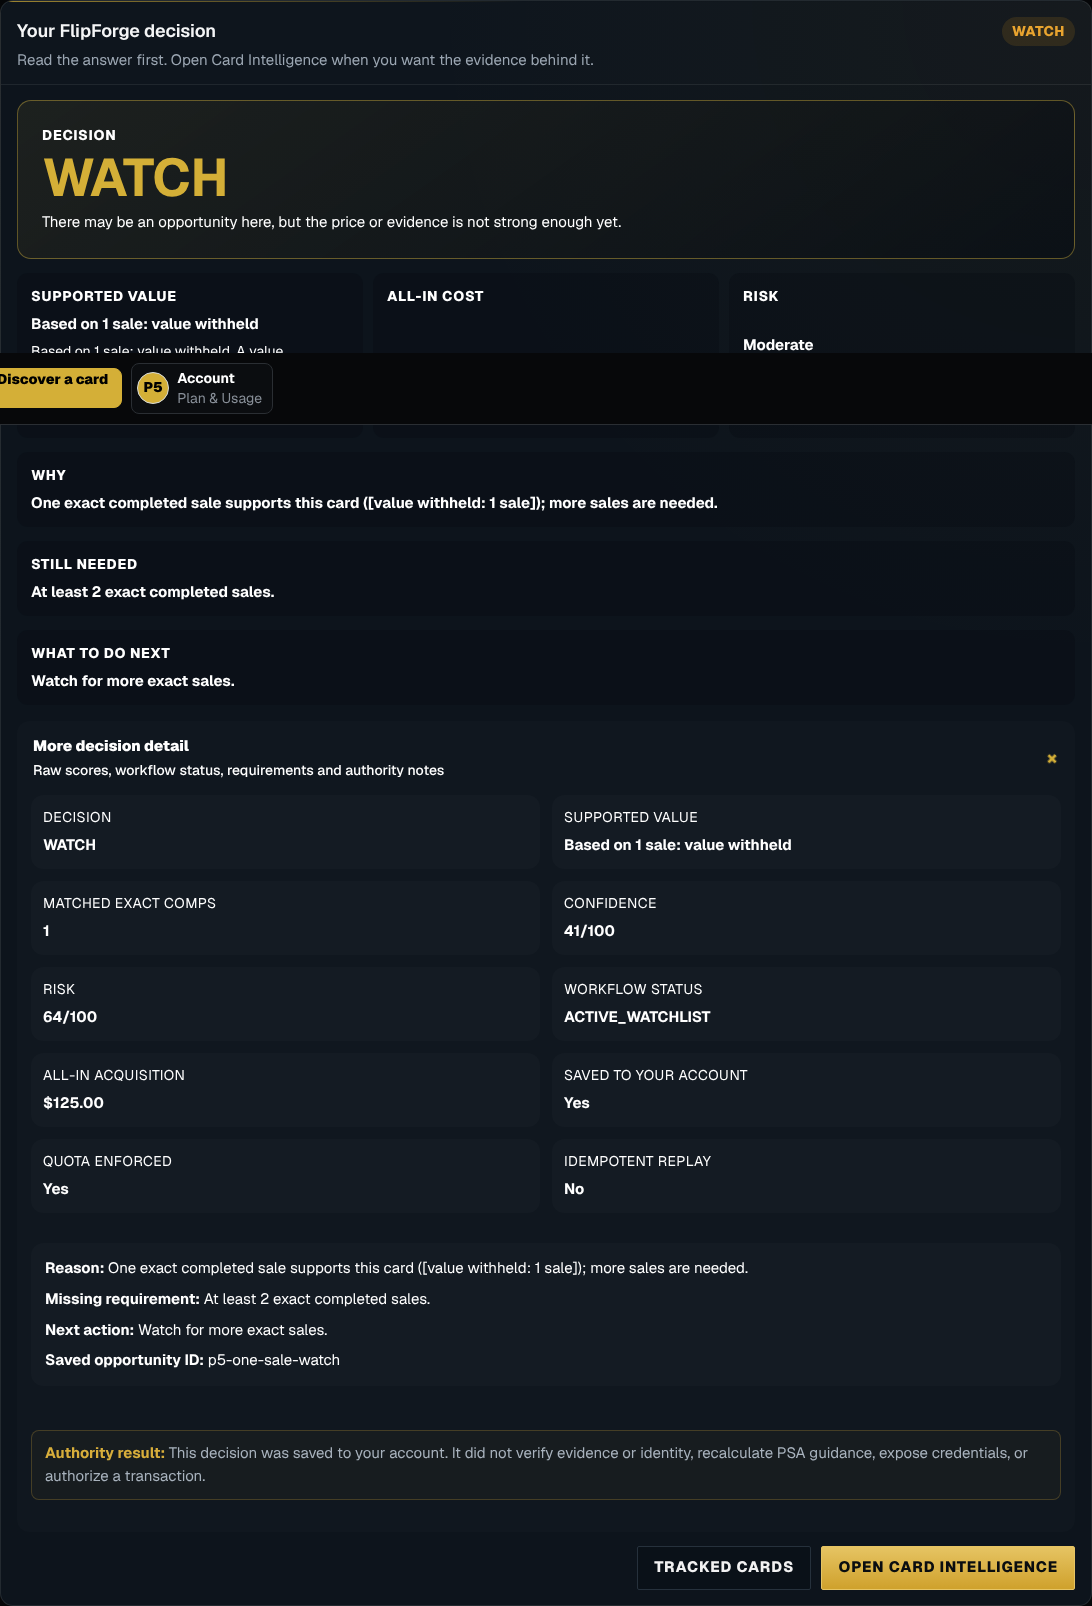 Your FlipForge decision
WATCH
Read the answer first. Open Card Intelligence when you want the evidence behind it.
DECISION
WATCH
There may be an opportunity here, but the price or evidence is not strong enough yet.
SUPPORTED VALUE
Based on 1 sale: value withheld
Based on 1 sale: value withheld. A value
ALL-IN COST
RISK
Moderate
Discover a card
P5
Account
Plan & Usage
WHY
One exact completed sale supports this card ([value withheld: 1 sale]); more sales are needed.
STILL NEEDED
At least 2 exact completed sales.
WHAT TO DO NEXT
Watch for more exact sales.
More decision detail
Raw scores, workflow status, requirements and authority notes
DECISION
WATCH
SUPPORTED VALUE
Based on 1 sale: value withheld
MATCHED EXACT COMPS
1
CONFIDENCE
41/100
RISK
64/100
WORKFLOW STATUS
ACTIVE_WATCHLIST
ALL-IN ACQUISITION
$125.00
SAVED TO YOUR ACCOUNT
Yes
QUOTA ENFORCED
Yes
IDEMPOTENT REPLAY
No
Reason: One exact completed sale supports this card ([value withheld: 1 sale]); more sales are needed.
Missing requirement: At least 2 exact completed sales.
Next action: Watch for more exact sales.
Saved opportunity ID: p5-one-sale-watch
Authority result: This decision was saved to your account. It did not verify evidence or identity, recalculate PSA guidance, expose credentials, or
authorize a transaction.
TRACKED CARDS
OPEN CARD INTELLIGENCE